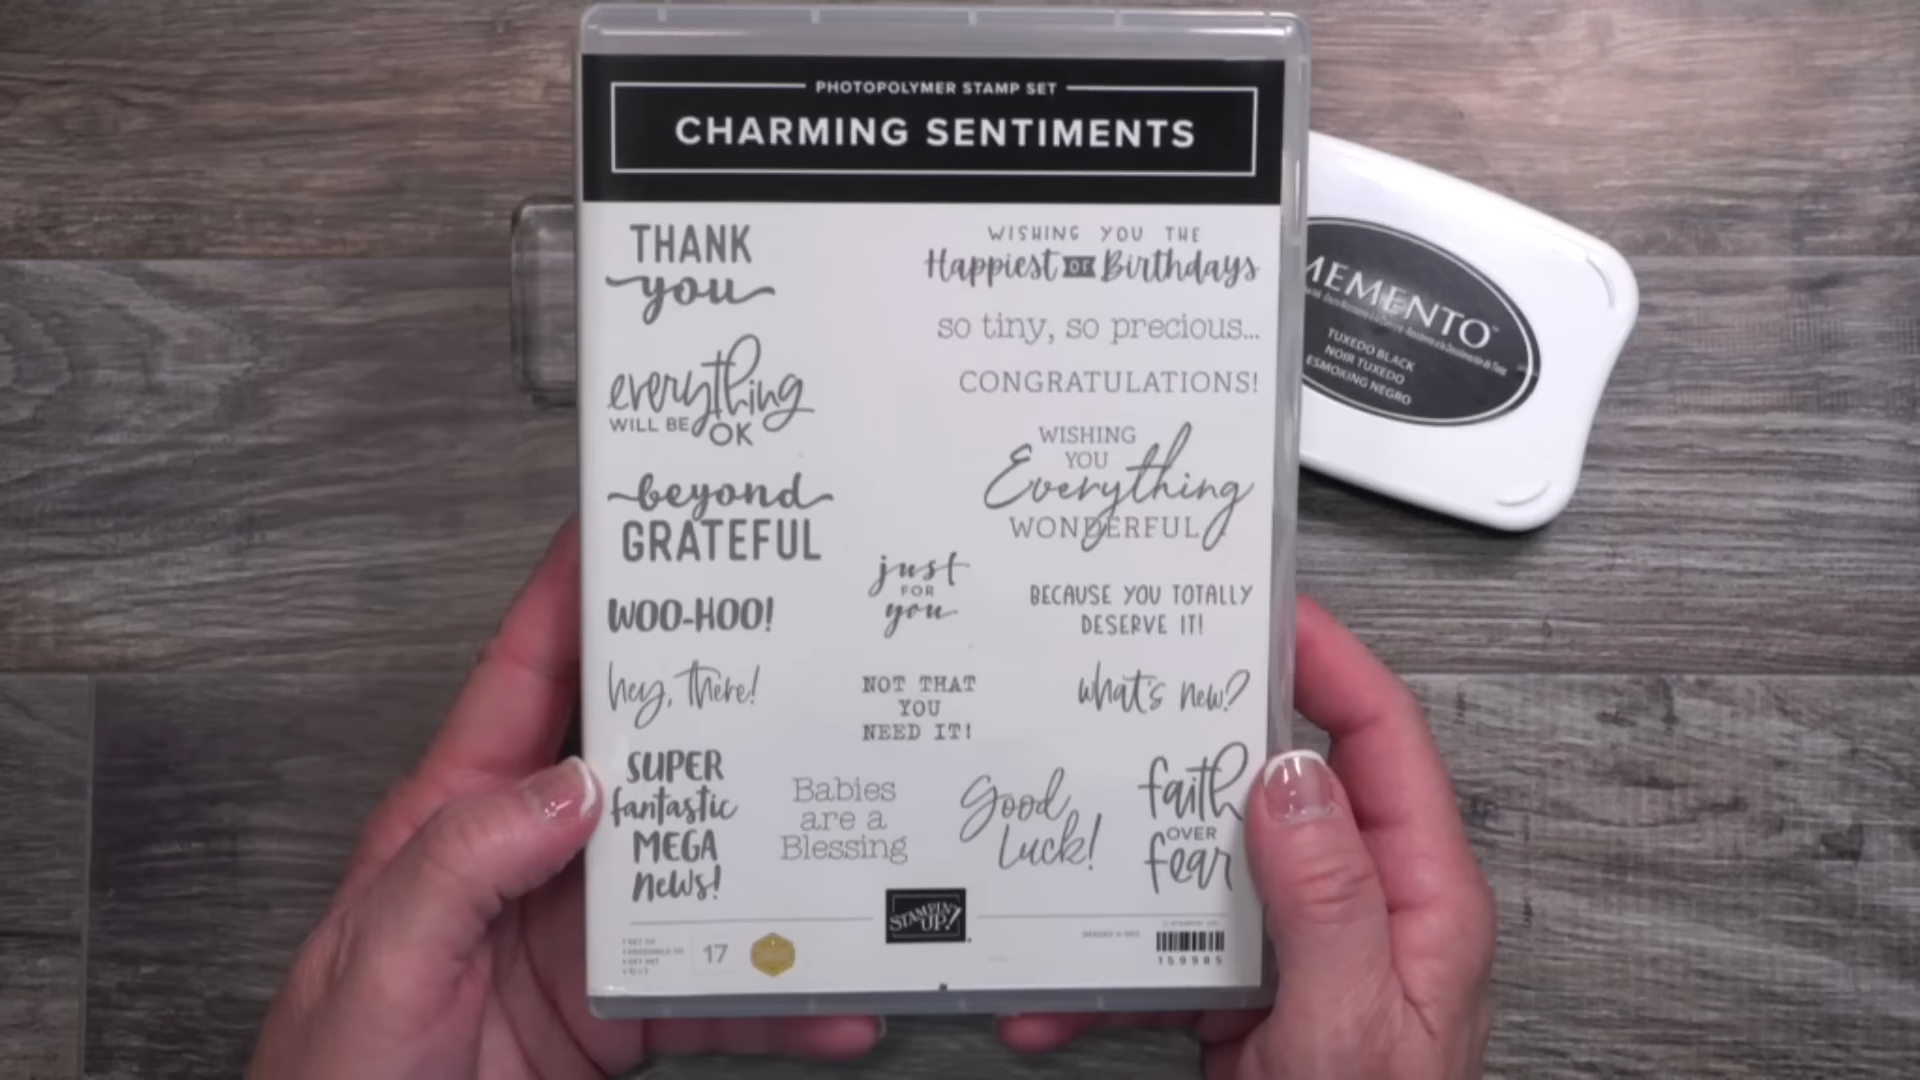 PHOTOPOLYMER STAMP SET
CHARMING SENTIMENTS
THANK
you
WISHING YOU THE
Happiest OF Birthdays
so tiny, so precious...
CONGRATULATIONS!
everything
WILL BE OK
WISHING
YOU
Everything
WONDERFUL
beyond
GRATEFUL
just
FOR
you
BECAUSE YOU TOTALLY
DESERVE IT!
WOO-HOO!
hey, there!
NOT THAT
YOU
NEED IT!
what's new?
SUPER
fantastic
MEGA
news!
Babies
are a
Blessing
Good
Luck!
faith
OVER
fear
STAMPIN' UP!
17
159985
MEMENTO
TUXEDO BLACK
NOIR TUXEDO
ESMOKING NEGRO